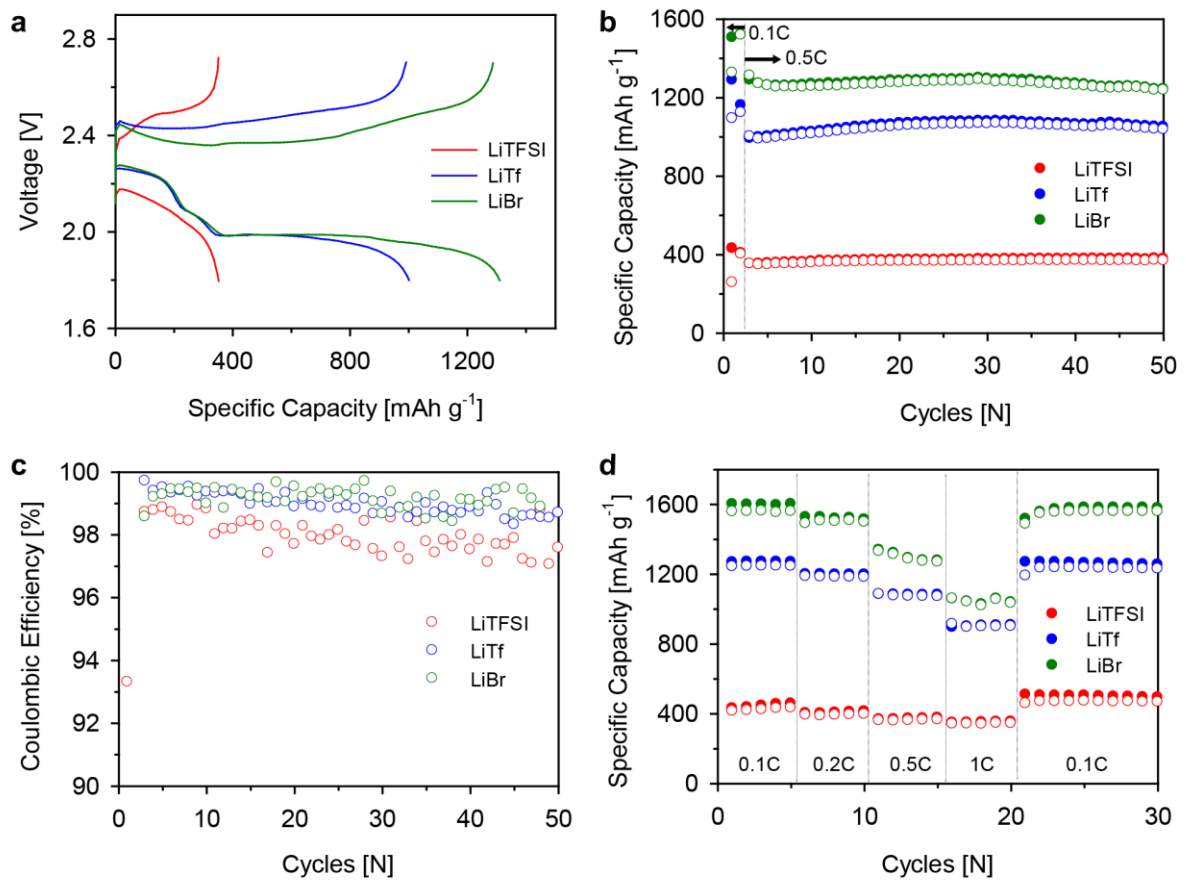 a
2.8
2.4
2.0
1.6
Voltage [V]
LiTFSI
LiTf
LiBr
0
400
800
1200
Specific Capacity [mAh g⁻¹]
b
1600
1200
800
400
0
Specific Capacity [mAh g⁻¹]
0.1C
0.5C
LiTFSI
LiTf
LiBr
0
10
20
30
40
50
Cycles [N]
c
100
98
96
94
92
90
Coulombic Efficiency [%]
LiTFSI
LiTf
LiBr
0
10
20
30
40
50
Cycles [N]
d
1600
1200
800
400
0
Specific Capacity [mAh g⁻¹]
LiTFSI
LiTf
LiBr
0.1C
0.2C
0.5C
1C
0.1C
0
10
20
30
Cycles [N]